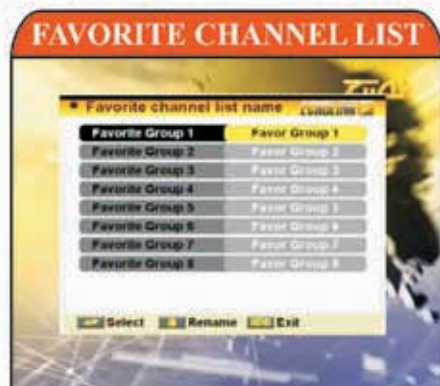 FAVORITE CHANNEL LIST
Favorite channel list name
Favorite Group 1 Favor Group 1
Favorite Group 2 Favor Group 2
Favorite Group 3 Favor Group 3
Favorite Group 4 Favor Group 4
Favorite Group 5 Favor Group 5
Favorite Group 6 Favor Group 6
Favorite Group 7 Favor Group 7
Favorite Group 8 Favor Group 8
Select Rename Exit